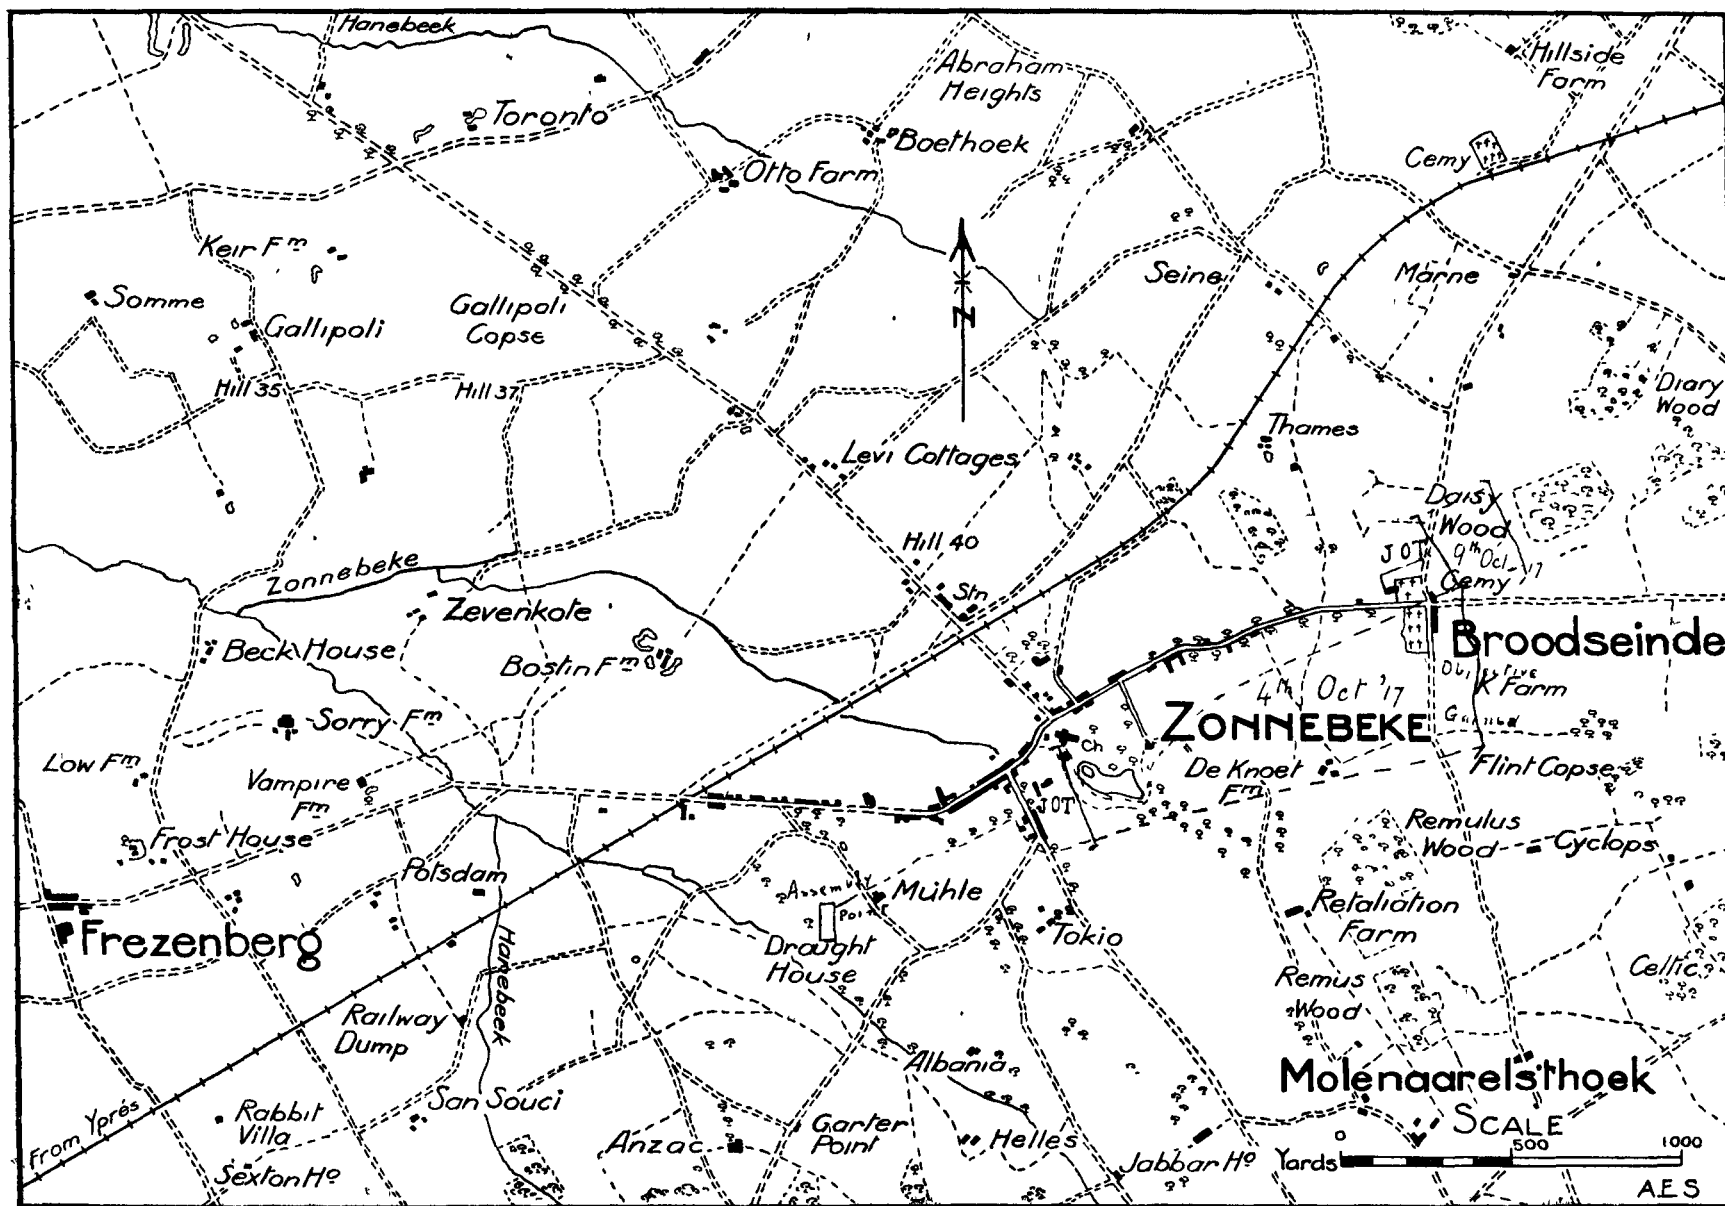 Hanebeek
Hillside
Farm
Abraham
Heights
Toronto
Boethoek
Cemy
Otto Farm
Keir Fm
Somme
Gallipoli
Gallipoli
Copse
Seine
Marne
Hill 35
Hill 37
Diary
Wood
Thames
Levi Cottages
Daisy
Wood
JOT
9th Oct. 17
Cemy
Hill 40
Stn
Zonnebeke
Zevenkote
Beck House
Bostin Fm
Broodseinde
Objective
K Farm
4th Oct '17
Sorry Fm
ZONNEBEKE
Ch
Low Fm
Vampire
Fm
De Knoet
Fm
Flint Copse
JOT
Frost House
Remulus
Wood
Cyclops
Potsdam
Assembly
Point
Mühle
Retaliation
Farm
Frezenberg
Hanebeek
Draught
House
Tokio
Celtic
Remus
Wood
Railway
Dump
Albania
Molenaarelsthoek
From Yprés
Rabbit
Villa
San Souci
Anzac
Garter
Point
Helles
Jabbar Ho
Sexton Ho
SCALE
0 500 1000
Yards
A.E.S